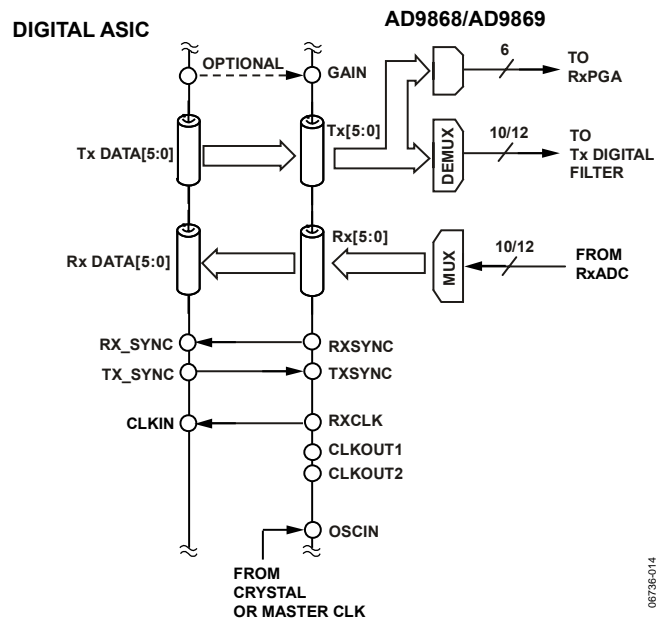 DIGITAL ASIC
AD9868/AD9869
OPTIONAL
GAIN
6
TO
RxPGA
Tx DATA[5:0]
Tx[5:0]
DEMUX
10/12
TO
Tx DIGITAL
FILTER
Rx DATA[5:0]
Rx[5:0]
MUX
10/12
FROM
RxADC
RX_SYNC
RXSYNC
TX_SYNC
TXSYNC
CLKIN
RXCLK
CLKOUT1
CLKOUT2
OSCIN
FROM
CRYSTAL
OR MASTER CLK
06736-014